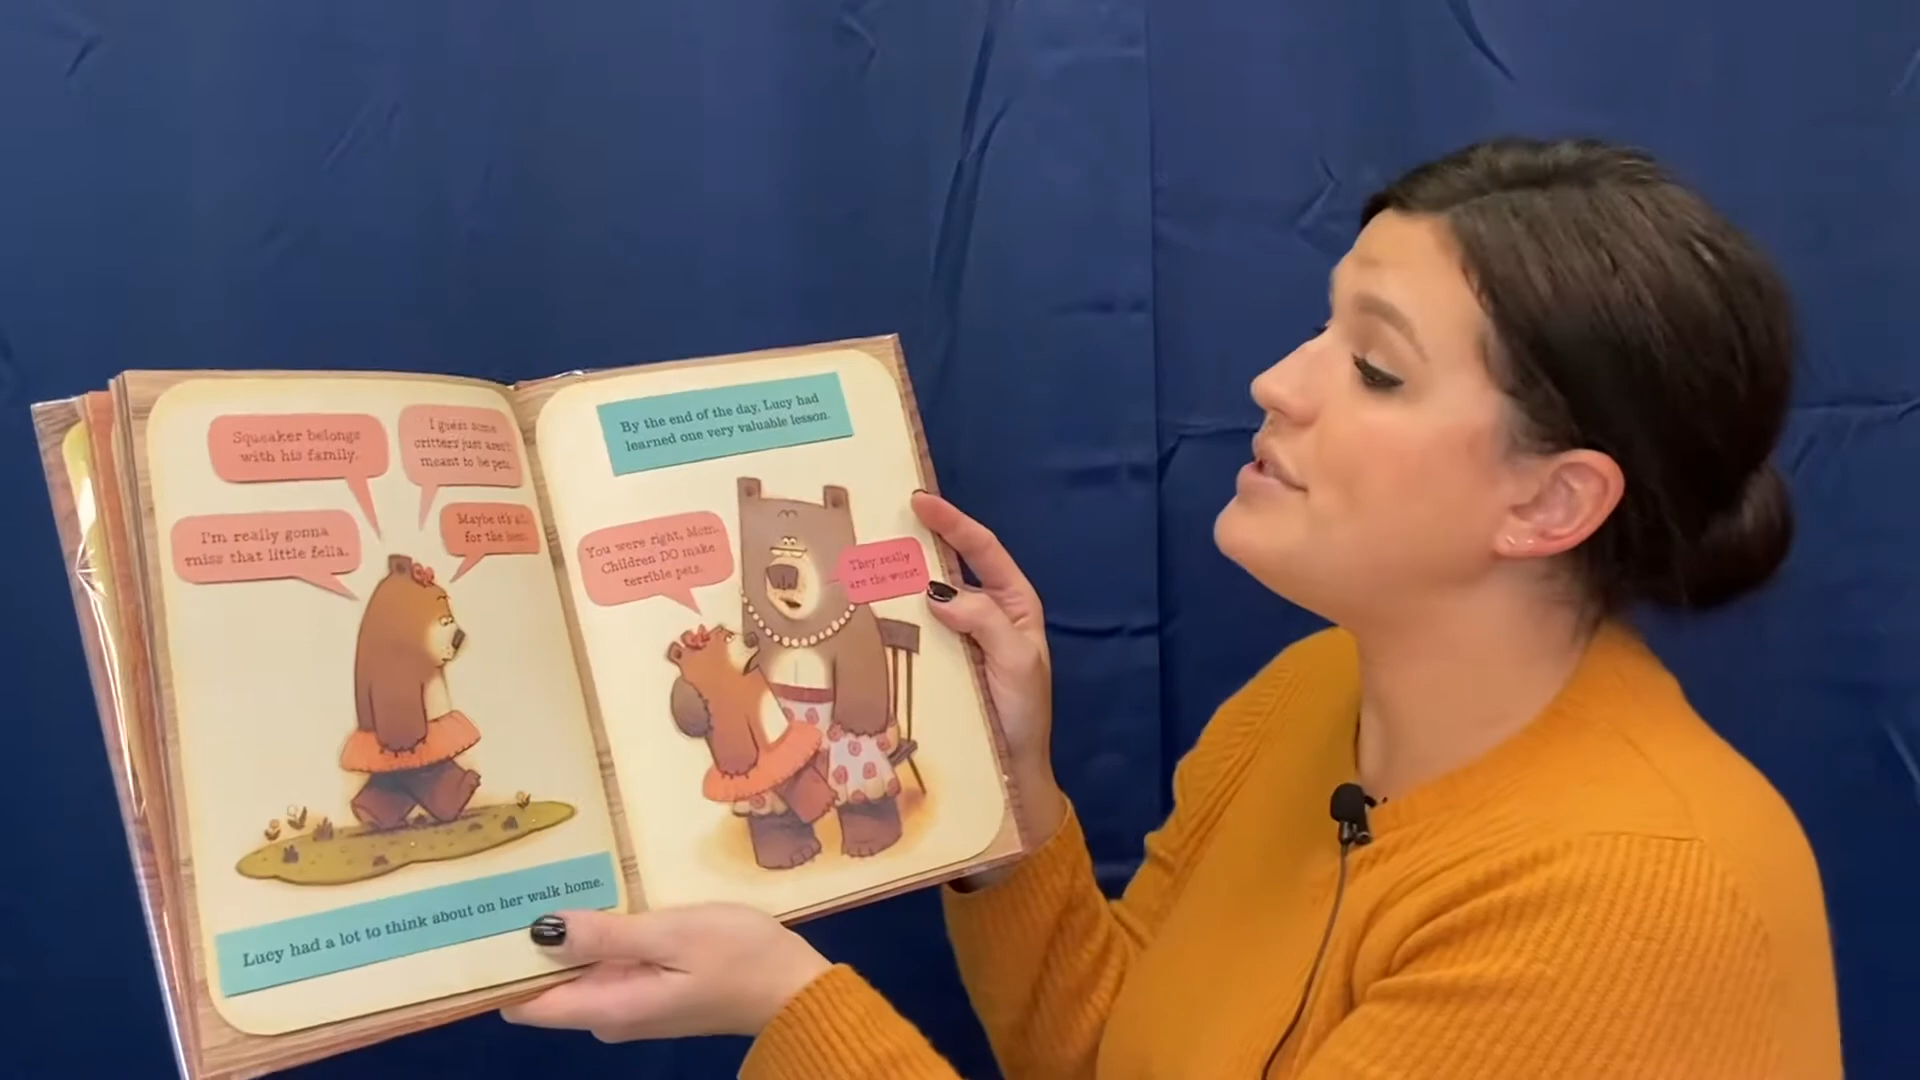 Squeaker belongs
with his family.
I guess some
critters just aren't
meant to be pets.
I'm really gonna
miss that little fella.
Maybe it's all
for the best.
Lucy had a lot to think about on her walk home.
By the end of the day, Lucy had
learned one very valuable lesson.
You were right, Mom.
Children DO make
terrible pets.
They really
are the worst.